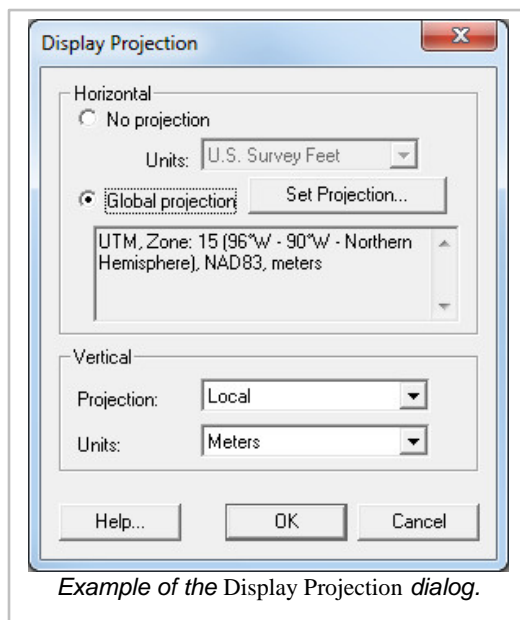 Display Projection
Horizontal
No projection
Units: U.S. Survey Feet
Global projection Set Projection...
UTM, Zone: 15 (96°W - 90°W - Northern
Hemisphere), NAD83, meters
Vertical
Projection: Local
Units: Meters
Help... OK Cancel
Example of the Display Projection dialog.